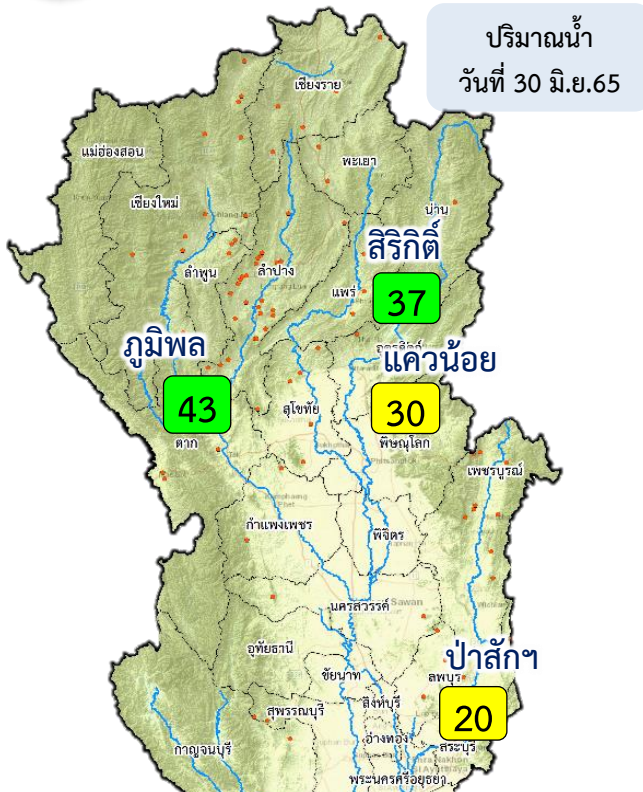 ปริมาณน้ำ
วันที่ 30 มิ.ย.65
เชียงราย
แม่ฮ่องสอน
พะเยา
เชียงใหม่
น่าน
สิริกิติ์
ลำพูน
ลำปาง
แพร่
37
ภูมิพล
แควน้อย
43
สุโขทัย
30
ตาก
พิษณุโลก
เพชรบูรณ์
กำแพงเพชร
พิจิตร
นครสวรรค์
Sawan
อุทัยธานี
ชัยนาท
ป่าสักฯ
ลพบุรี
สิงห์บุรี
สุพรรณบุรี
20
อ่างทอง
สระบุรี
กาญจนบุรี
พระนครศรีอยุธยา